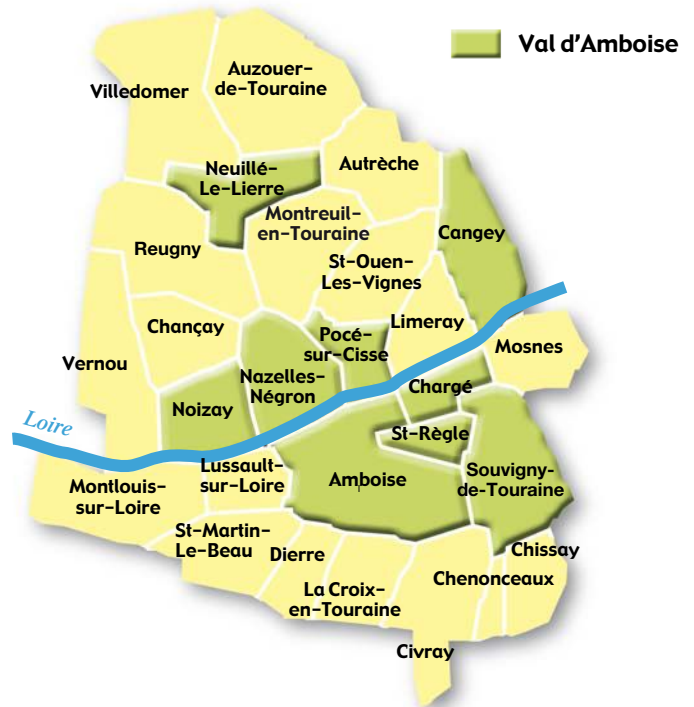 Val d'Amboise
Auzouer-
de-Touraine
Villedomer
Neuillé-
Le-Lierre
Autrèche
Montreuil-
en-Touraine
Cangey
Reugny
St-Ouen-
Les-Vignes
Chançay
Limeray
Pocé-
sur-Cisse
Mosnes
Vernou
Nazelles-
Négron
Chargé
Noizay
Loire
St-Règle
Lussault-
sur-Loire
Amboise
Souvigny-
de-Touraine
Montlouis-
sur-Loire
St-Martin-
Le-Beau
Dierre
Chissay
Chenonceaux
La Croix-
en-Touraine
Civray